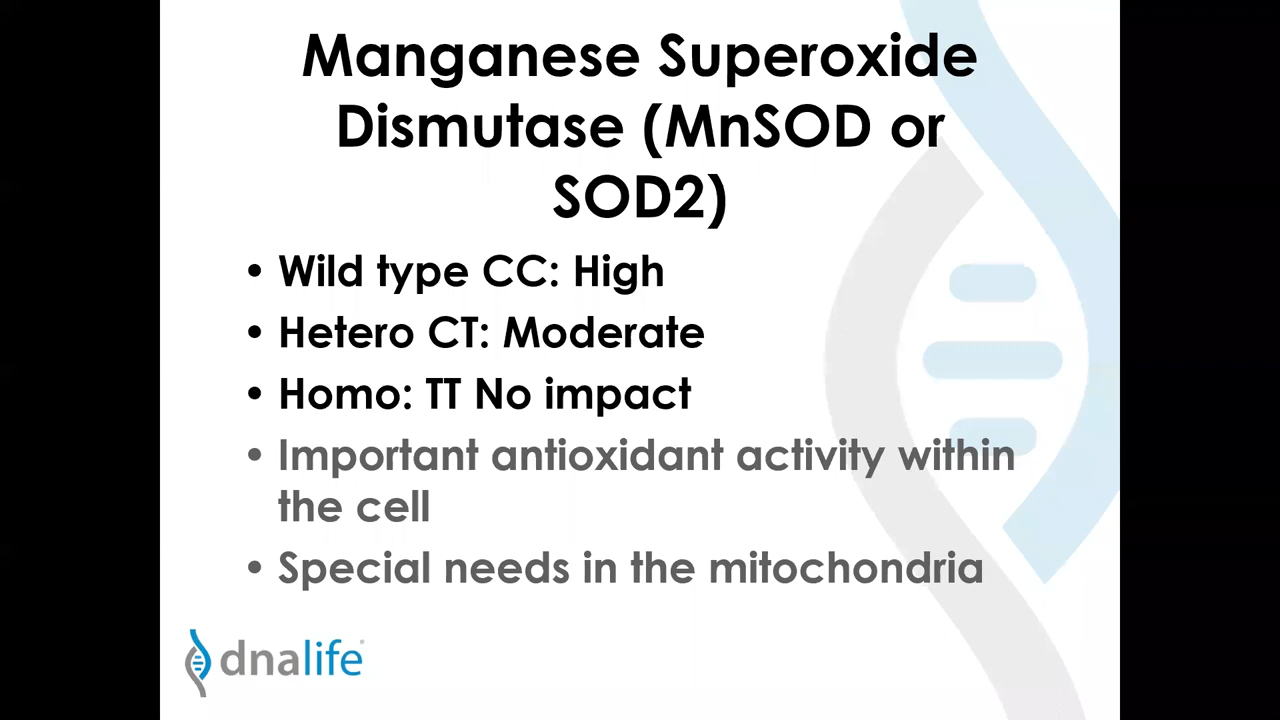 Manganese Superoxide
Dismutase (MnSOD or
SOD2)
• Wild type CC: High
• Hetero CT: Moderate
• Homo: TT No impact
• Important antioxidant activity within
the cell
• Special needs in the mitochondria
dnalife